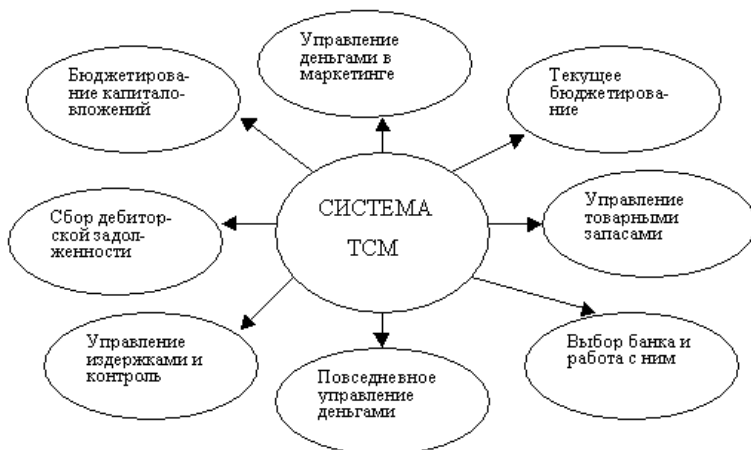 Управление
деньгами в
маркетинге
Бюджетирова-
ние капитало-
вложений
Текущее
бюджетирова-
ние
СИСТЕМА
ТСМ
Сбор дебитор-
ской задол-
женности
Управление
товарными
запасами
Управление
издержками и
контроль
Повседневное
управление
деньгами
Выбор банка и
работа с ним